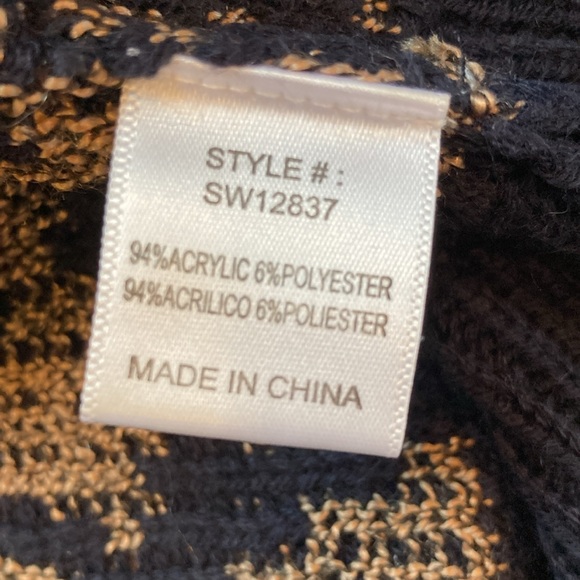 STYLE # :
SW12837
94%ACRYLIC 6%POLYESTER
94%ACRILICO 6%POLIESTER
MADE IN CHINA